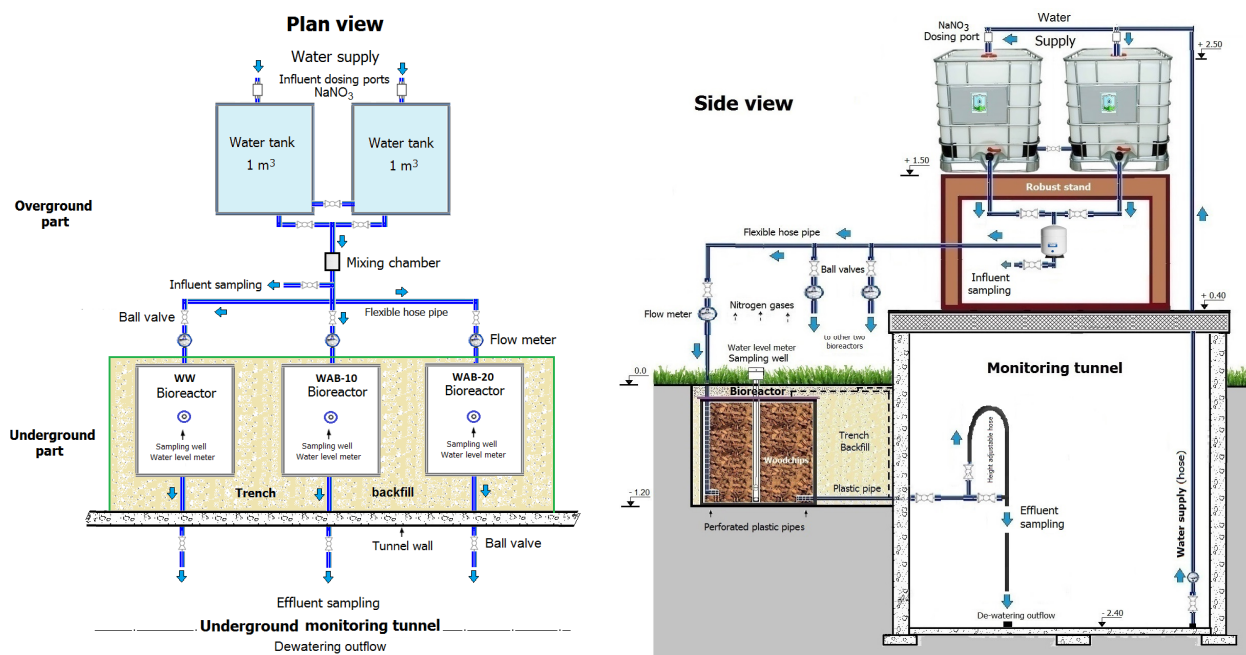 Plan view
Water supply
Influent dosing ports
NaNO3
Water tank
1 m3
Water tank
1 m3
Overground
part
Mixing chamber
Influent sampling
Ball valve
Flexible hose pipe
Flow meter
WW
Bioreactor
Sampling well
Water level meter
WAB-10
Bioreactor
Sampling well
Water level meter
WAB-20
Bioreactor
Sampling well
Water level meter
Underground
part
Trench
backfill
Tunnel wall
Ball valve
Effluent sampling
Underground monitoring tunnel
Dewatering outflow
Side view
NaNO3
Dosing port
Water
Supply
+ 2.50
+ 1.50
Robust stand
Flexible hose pipe
Ball valves
Influent
sampling
Nitrogen gases
Flow meter
to other two
bioreactors
+ 0.40
Water level meter
Sampling well
Monitoring tunnel
0.0
Bioreactor
Woodchips
Trench
Backfill
Height adjustable hose
Plastic pipe
- 1.20
Perforated plastic pipes
Effluent
sampling
Water supply (hose)
De-watering outflow
- 2.40